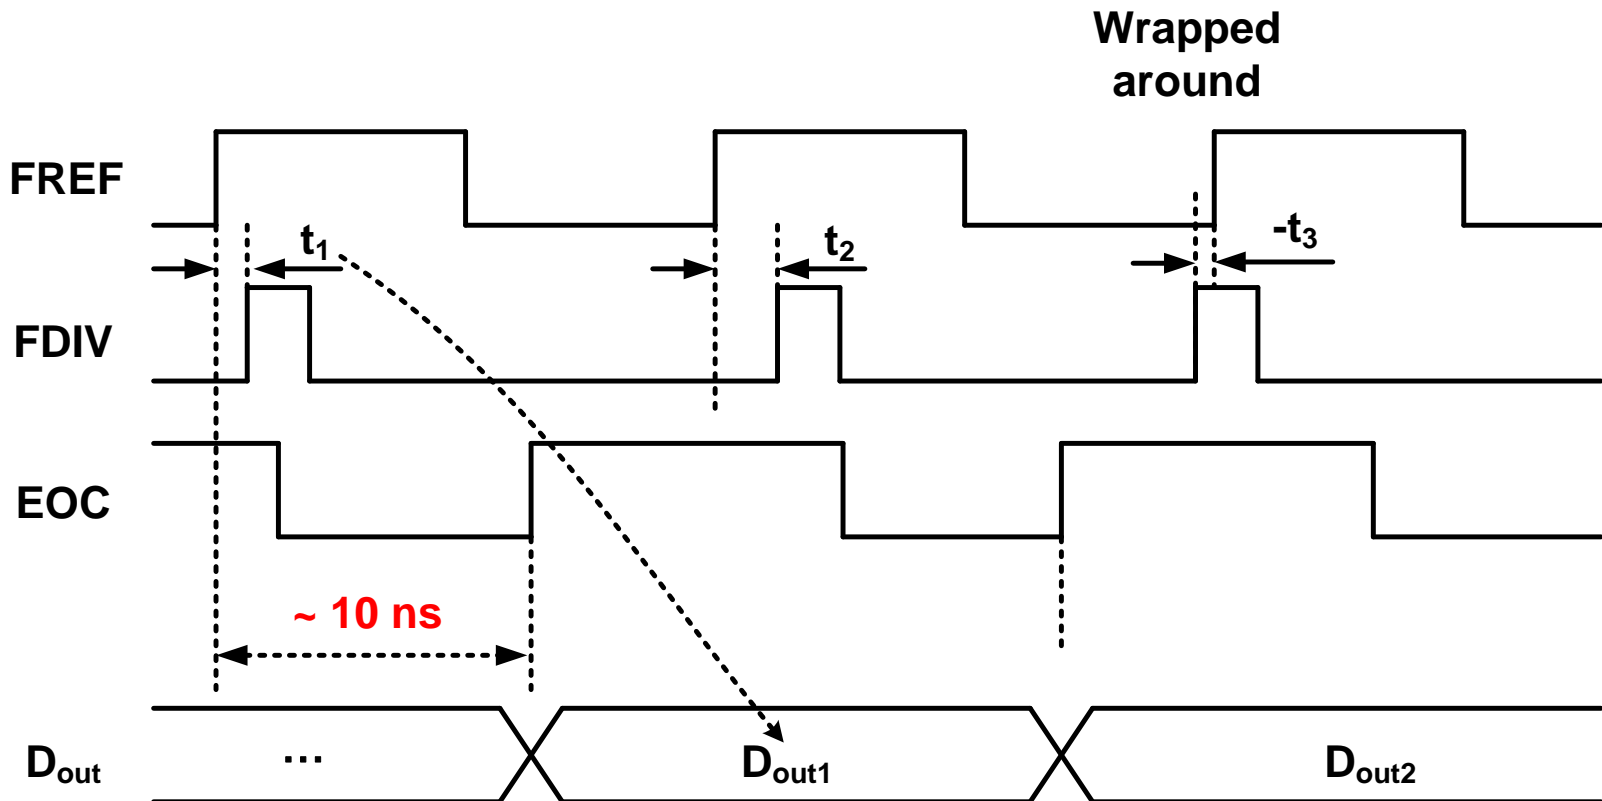 Wrapped
around
FREF
t1
t2
-t3
FDIV
EOC
~ 10 ns
Dout
...
Dout1
Dout2